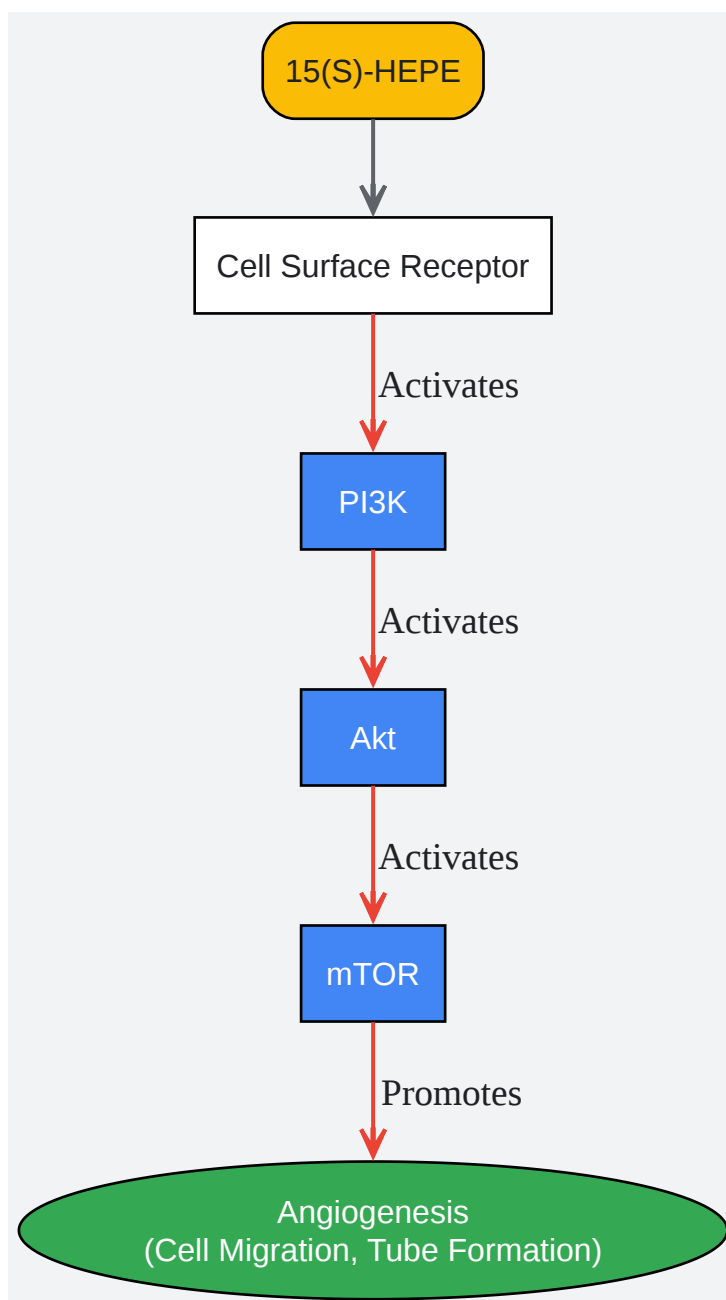 15(S)-HEPE
Cell Surface Receptor
Activates
PI3K
Activates
Akt
Activates
mTOR
Promotes
Angiogenesis
(Cell Migration, Tube Formation)